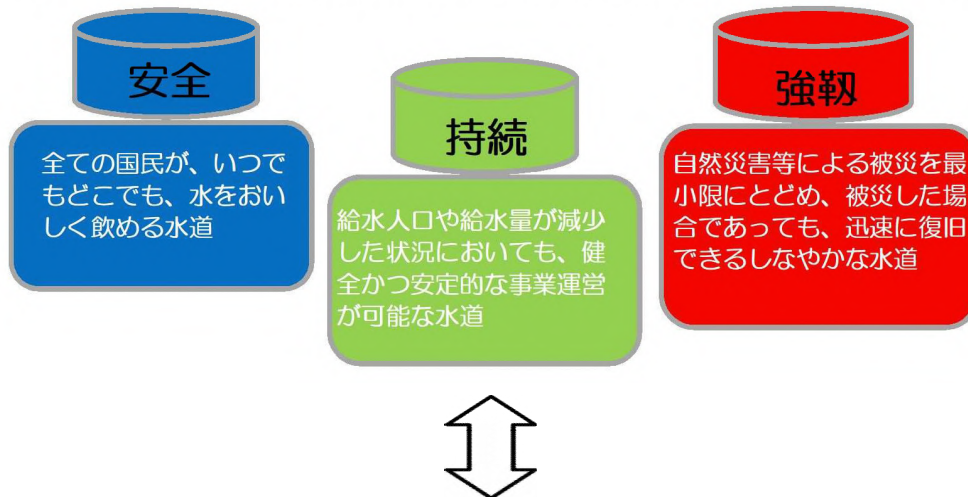 安全
全ての国民が、いつで
もどこでも、水をおい
しく飲める水道
持続
給水人口や給水量が減少
した状況においても、健
全かつ安定的な事業運営
が可能な水道
強靱
自然災害等による被災を最
小限にとどめ、被災した場
合であっても、迅速に復旧
できるしなやかな水道